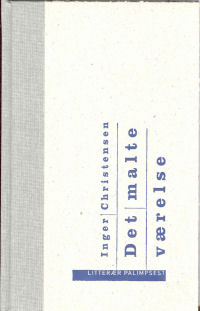 Inger Christensen
Det malte
værelse
LITTERÆR PALIMPSEST